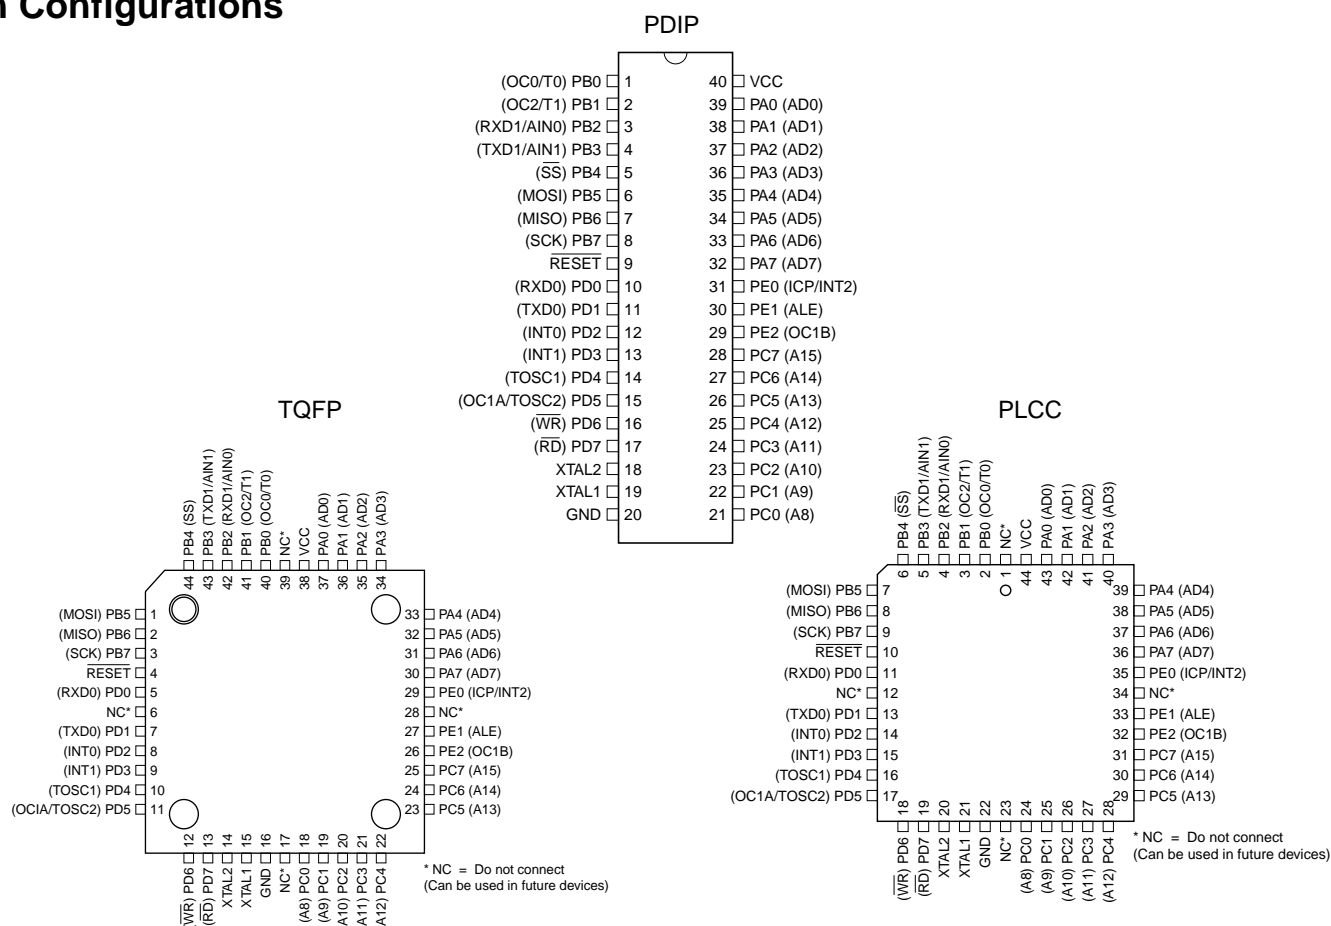 n Configurations
PDIP
(OC0/T0) PB0 1 40 VCC
(OC2/T1) PB1 2 39 PA0 (AD0)
(RXD1/AIN0) PB2 3 38 PA1 (AD1)
(TXD1/AIN1) PB3 4 37 PA2 (AD2)
(SS) PB4 5 36 PA3 (AD3)
(MOSI) PB5 6 35 PA4 (AD4)
(MISO) PB6 7 34 PA5 (AD5)
(SCK) PB7 8 33 PA6 (AD6)
RESET 9 32 PA7 (AD7)
(RXD0) PD0 10 31 PE0 (ICP/INT2)
(TXD0) PD1 11 30 PE1 (ALE)
(INT0) PD2 12 29 PE2 (OC1B)
(INT1) PD3 13 28 PC7 (A15)
(TOSC1) PD4 14 27 PC6 (A14)
(OC1A/TOSC2) PD5 15 26 PC5 (A13)
(WR) PD6 16 25 PC4 (A12)
(RD) PD7 17 24 PC3 (A11)
XTAL2 18 23 PC2 (A10)
XTAL1 19 22 PC1 (A9)
GND 20 21 PC0 (A8)
TQFP
44 PB4 (SS)
43 PB3 (TXD1/AIN1)
42 PB2 (RXD1/AIN0)
41 PB1 (OC2/T1)
40 PB0 (OC0/T0)
39 NC*
38 VCC
37 PA0 (AD0)
36 PA1 (AD1)
35 PA2 (AD2)
34 PA3 (AD3)
(MOSI) PB5 1 33 PA4 (AD4)
(MISO) PB6 2 32 PA5 (AD5)
(SCK) PB7 3 31 PA6 (AD6)
RESET 4 30 PA7 (AD7)
(RXD0) PD0 5 29 PE0 (ICP/INT2)
NC* 6 28 NC*
(TXD0) PD1 7 27 PE1 (ALE)
(INT0) PD2 8 26 PE2 (OC1B)
(INT1) PD3 9 25 PC7 (A15)
(TOSC1) PD4 10 24 PC6 (A14)
(OCIA/TOSC2) PD5 11 23 PC5 (A13)
(WR) PD6 12
(RD) PD7 13
XTAL2 14
XTAL1 15
GND 16
NC* 17
(A8) PC0 18
(A9) PC1 19
A10) PC2 20
A11) PC3 21
A12) PC4 22
* NC = Do not connect
(Can be used in future devices)
PLCC
6 PB4 (SS)
5 PB3 (TXD1/AIN1)
4 PB2 (RXD1/AIN0)
3 PB1 (OC2/T1)
2 PB0 (OC0/T0)
1 NC*
44 VCC
43 PA0 (AD0)
42 PA1 (AD1)
41 PA2 (AD2)
40 PA3 (AD3)
(MOSI) PB5 7 39 PA4 (AD4)
(MISO) PB6 8 38 PA5 (AD5)
(SCK) PB7 9 37 PA6 (AD6)
RESET 10 36 PA7 (AD7)
(RXD0) PD0 11 35 PE0 (ICP/INT2)
NC* 12 34 NC*
(TXD0) PD1 13 33 PE1 (ALE)
(INT0) PD2 14 32 PE2 (OC1B)
(INT1) PD3 15 31 PC7 (A15)
(TOSC1) PD4 16 30 PC6 (A14)
(OC1A/TOSC2) PD5 17 29 PC5 (A13)
(WR) PD6 18
(RD) PD7 19
XTAL2 20
XTAL1 21
GND 22
NC* 23
(A8) PC0 24
(A9) PC1 25
(A10) PC2 26
(A11) PC3 27
(A12) PC4 28
* NC = Do not connect
(Can be used in future devices)